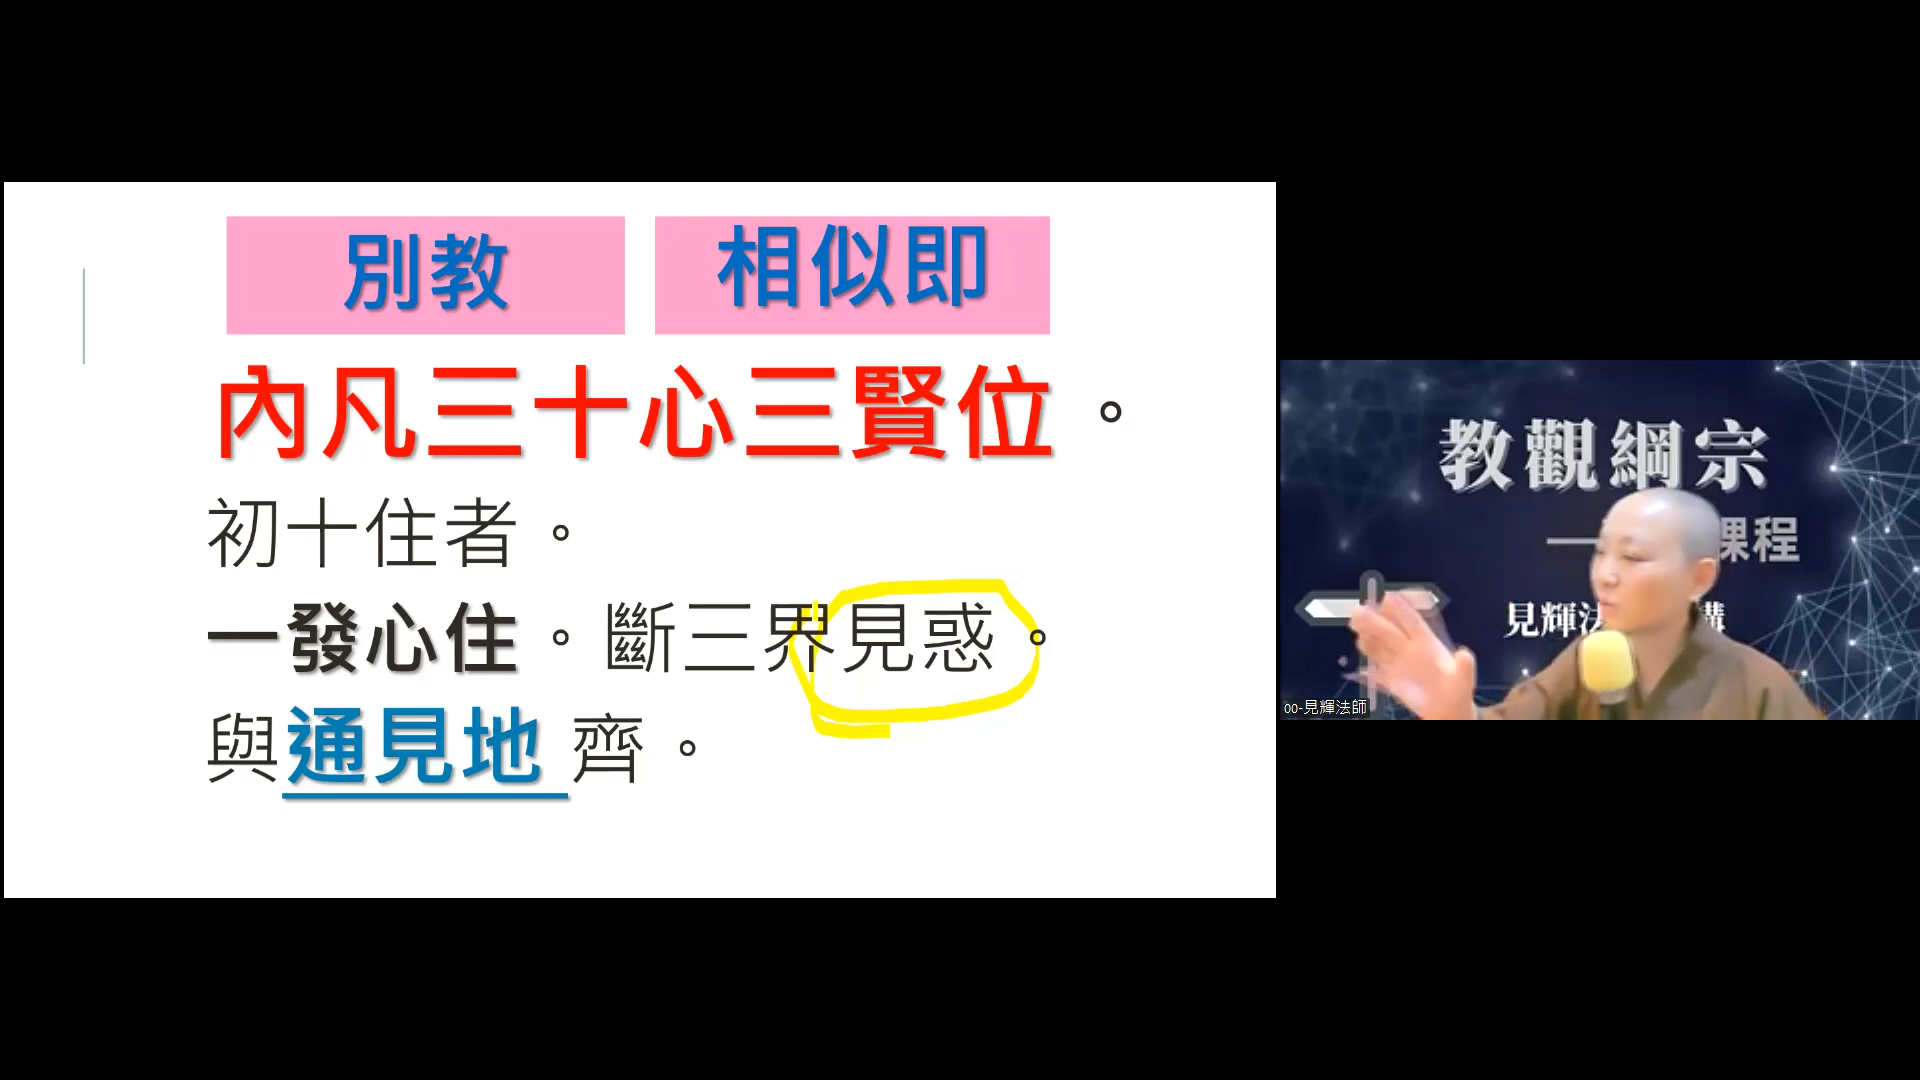 別教
相似即
內凡三十心三賢位。
初十住者。
一發心住。斷三界見惑。
與通見地 齊。
教觀綱宗
課程
見輝法 講
00-見輝法師